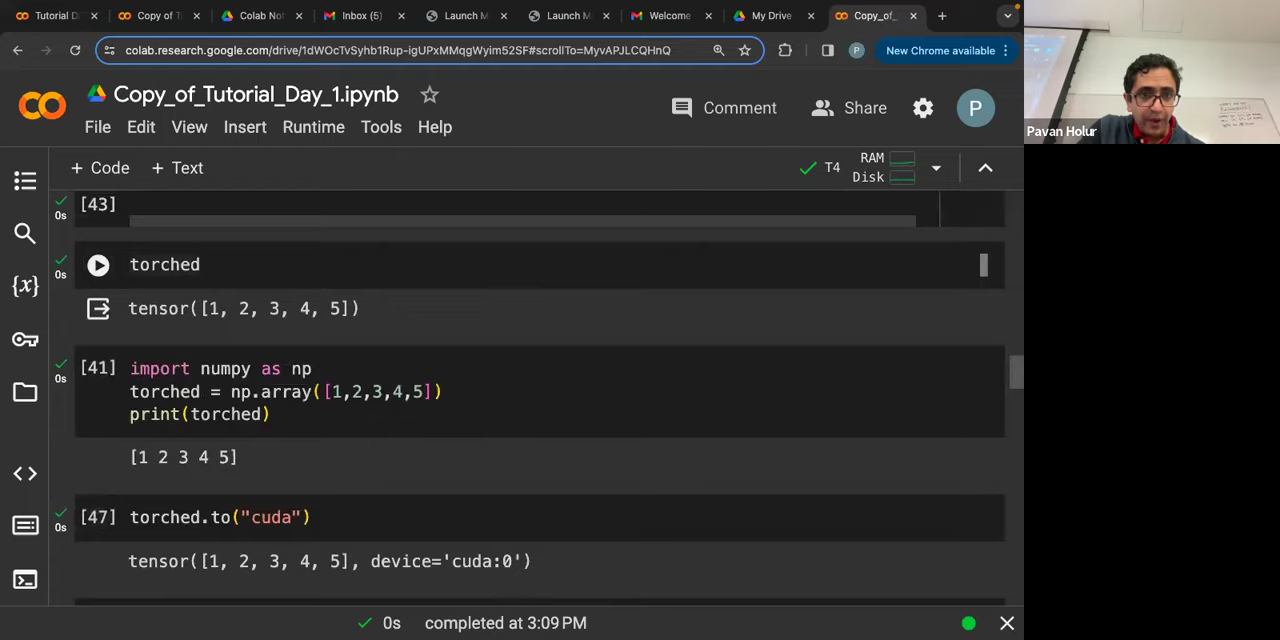 Tutorial D
Copy of T
Colab Not
Inbox (5)
Launch M
Launch M
Welcome
My Drive
Copy_of_
colab.research.google.com/drive/1dWOcTvSyhb1Rup-igUPxMMqgWyim52SF#scrollTo=MyvAPJLCQHnQ
P
New Chrome available
Copy_of_Tutorial_Day_1.ipynb
Comment
Share
P
File Edit View Insert Runtime Tools Help
Pavan Holur
+ Code + Text
T4
RAM
Disk
[43]
0s
torched
0s
tensor([1, 2, 3, 4, 5])
{x}
[41] import numpy as np
0s
torched = np.array([1,2,3,4,5])
print(torched)
[1 2 3 4 5]
[47] torched.to("cuda")
0s
tensor([1, 2, 3, 4, 5], device='cuda:0')
0s completed at 3:09 PM